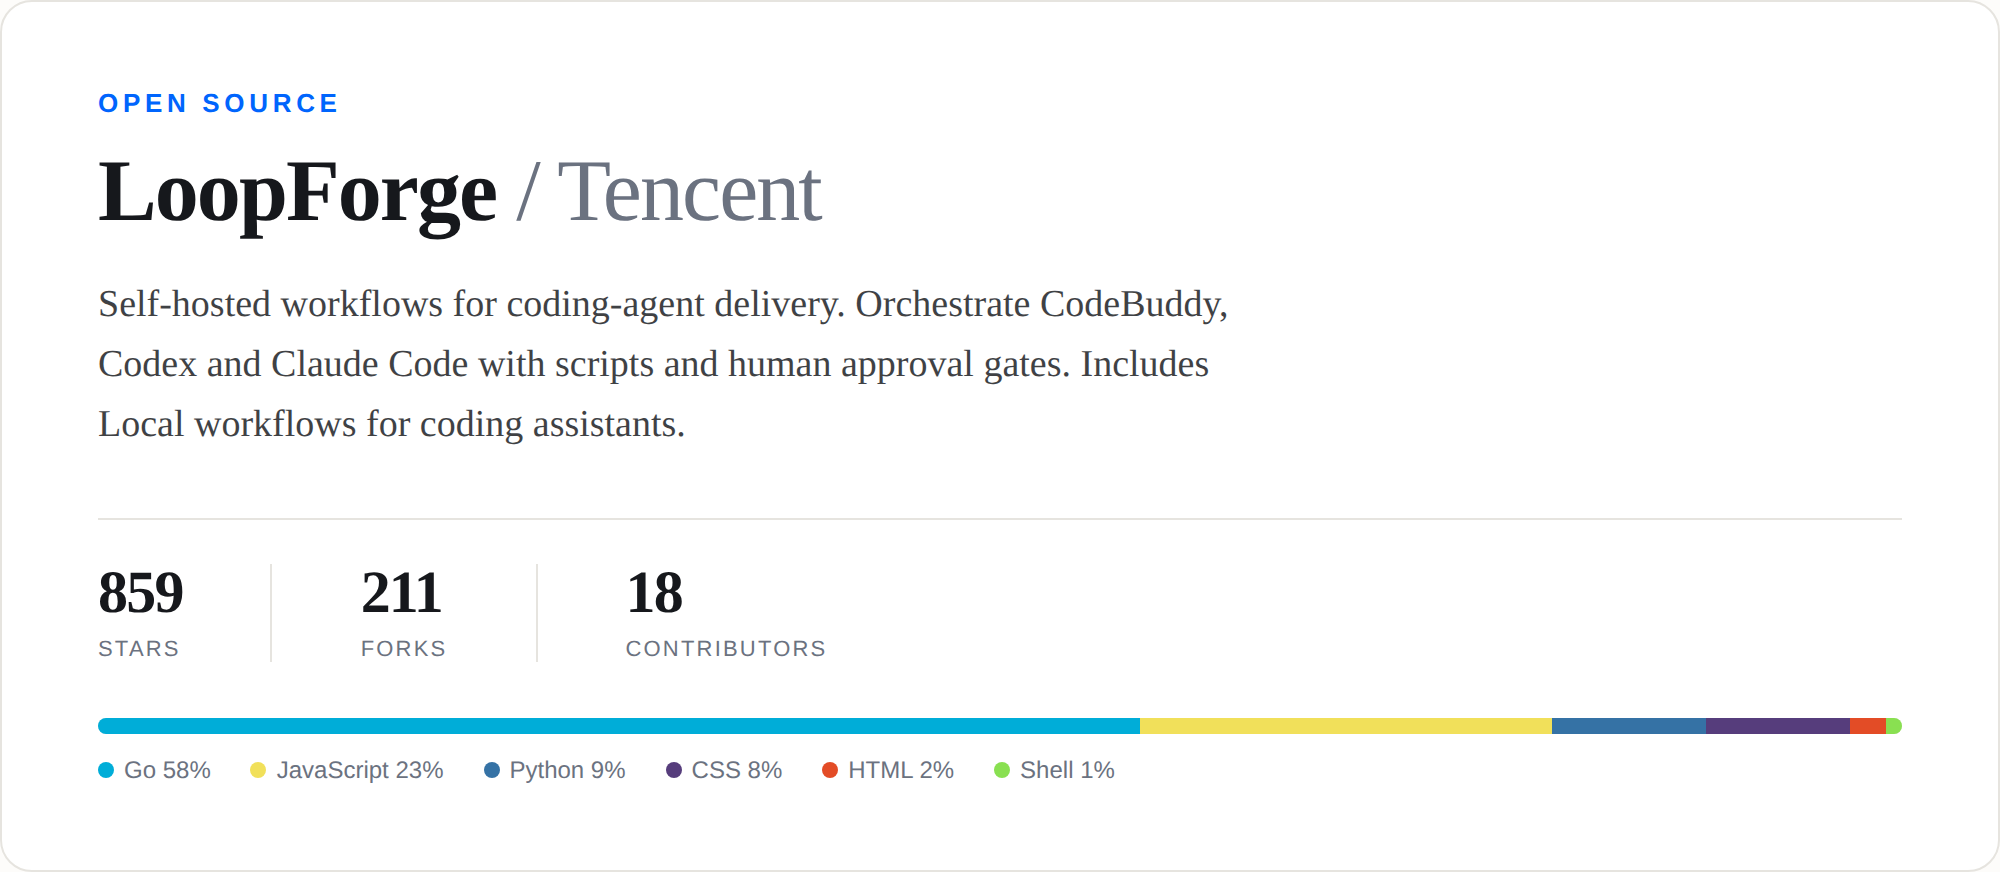 OPEN SOURCE
LoopForge / Tencent
Self-hosted workflows for coding-agent delivery. Orchestrate CodeBuddy,
Codex and Claude Code with scripts and human approval gates. Includes
Local workflows for coding assistants.
859
STARS
211
FORKS
18
CONTRIBUTORS
Go 58%
JavaScript 23%
Python 9%
CSS 8%
HTML 2%
Shell 1%